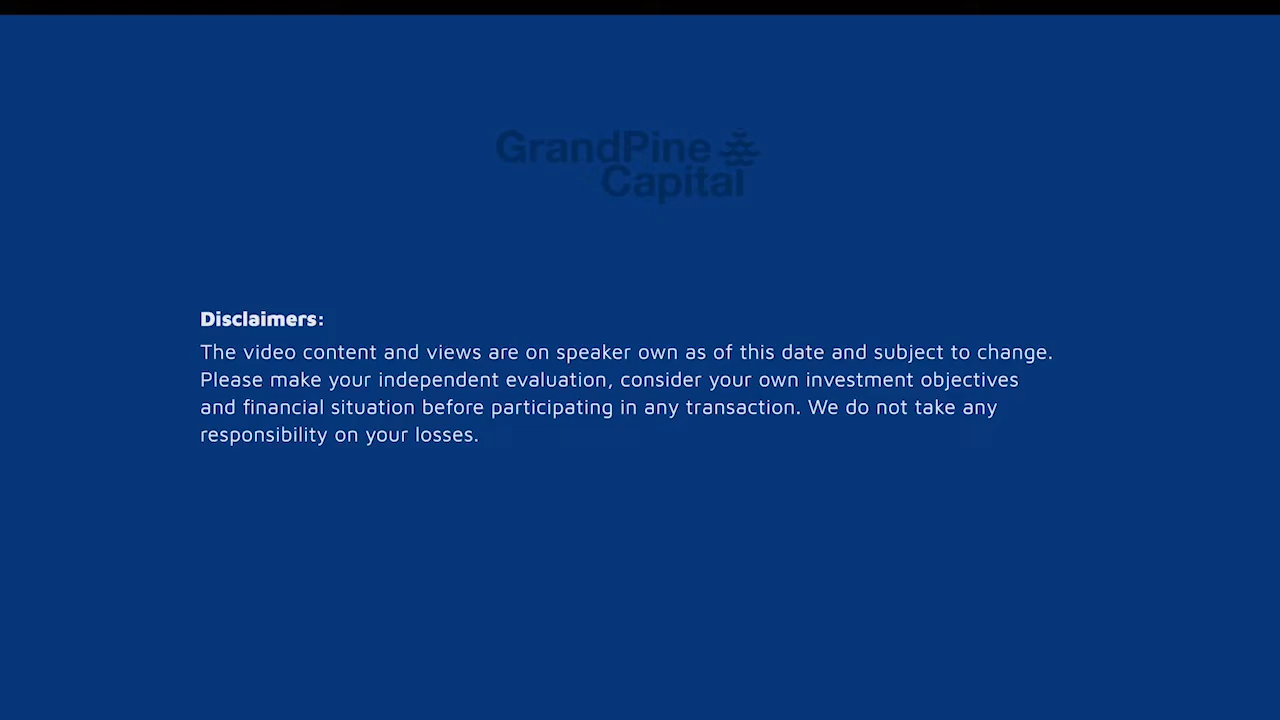 GrandPine
Capital
Disclaimers:
The video content and views are on speaker own as of this date and subject to change.
Please make your independent evaluation, consider your own investment objectives
and financial situation before participating in any transaction. We do not take any
responsibility on your losses.